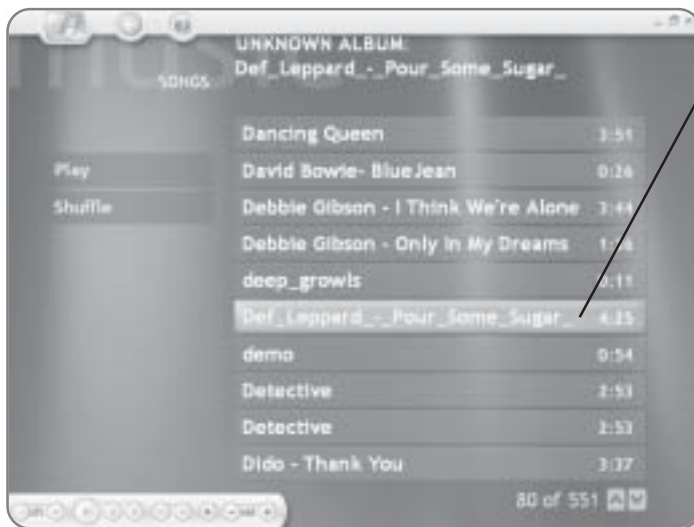 music
SONGS
UNKNOWN ALBUM:
Def_Leppard_-_Pour_Some_Sugar_
Play
Shuffle
Dancing Queen 3:51
David Bowie- BlueJean 0:26
Debbie Gibson - I Think We're Alone 3:44
Debbie Gibson - Only In My Dreams
deep_growls 0:11
Def_Leppard_-_Pour_Some_Sugar_ 4:25
demo 0:54
Detective 2:53
Detective 2:53
Dido - Thank You 3:37
80 of 551